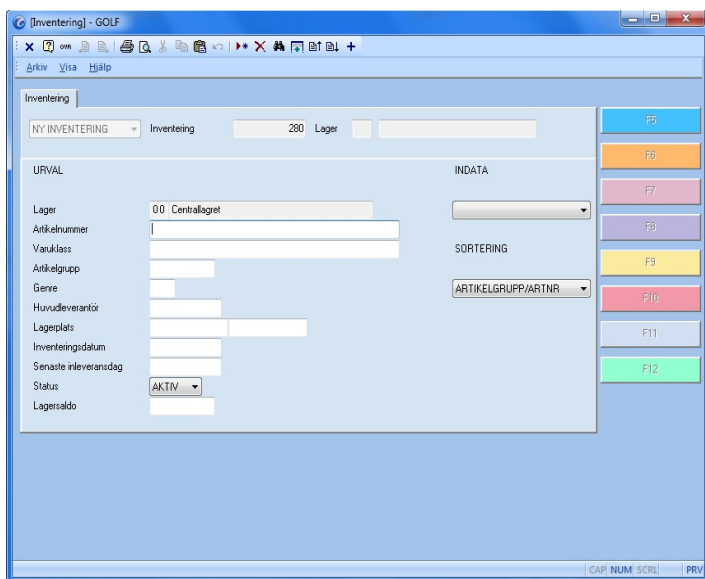 [Inventering] - GOLF
OVR
Arkiv Visa Hjälp
Inventering
NY INVENTERING Inventering 280 Lager
URVAL INDATA
Lager 00 Centrallagret
Artikelnummer
Varuklass SORTERING
Artikelgrupp
Genre ARTIKELGRUPP/ARTNR
Huvudleverantör
Lagerplats
Inventeringsdatum
Senaste inleveransdag
Status AKTIV
Lagersaldo
F5
F6
F7
F8
F9
F10
F11
F12
CAP NUM SCRL PRV